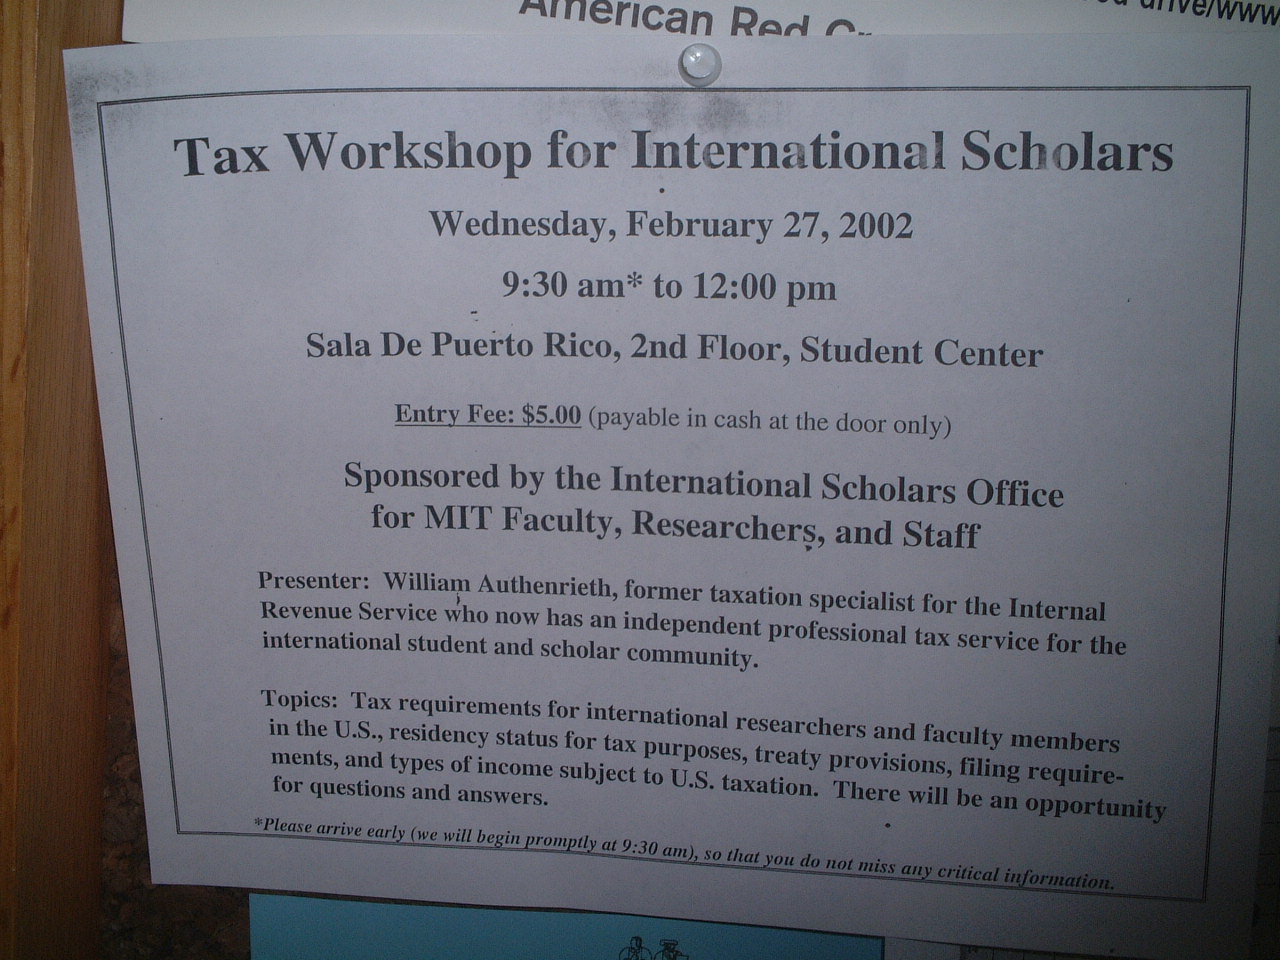 American Red
drive/www
Tax Workshop for International Scholars
Wednesday, February 27, 2002
9:30 am* to 12:00 pm
Sala De Puerto Rico, 2nd Floor, Student Center
Entry Fee: $5.00 (payable in cash at the door only)
Sponsored by the International Scholars Office
for MIT Faculty, Researchers, and Staff
Presenter: William Authenrieth, former taxation specialist for the Internal
Revenue Service who now has an independent professional tax service for the
international student and scholar community.
Topics: Tax requirements for international researchers and faculty members
in the U.S., residency status for tax purposes, treaty provisions, filing require-
ments, and types of income subject to U.S. taxation. There will be an opportunity
for questions and answers.
*Please arrive early (we will begin promptly at 9:30 am), so that you do not miss any critical information.